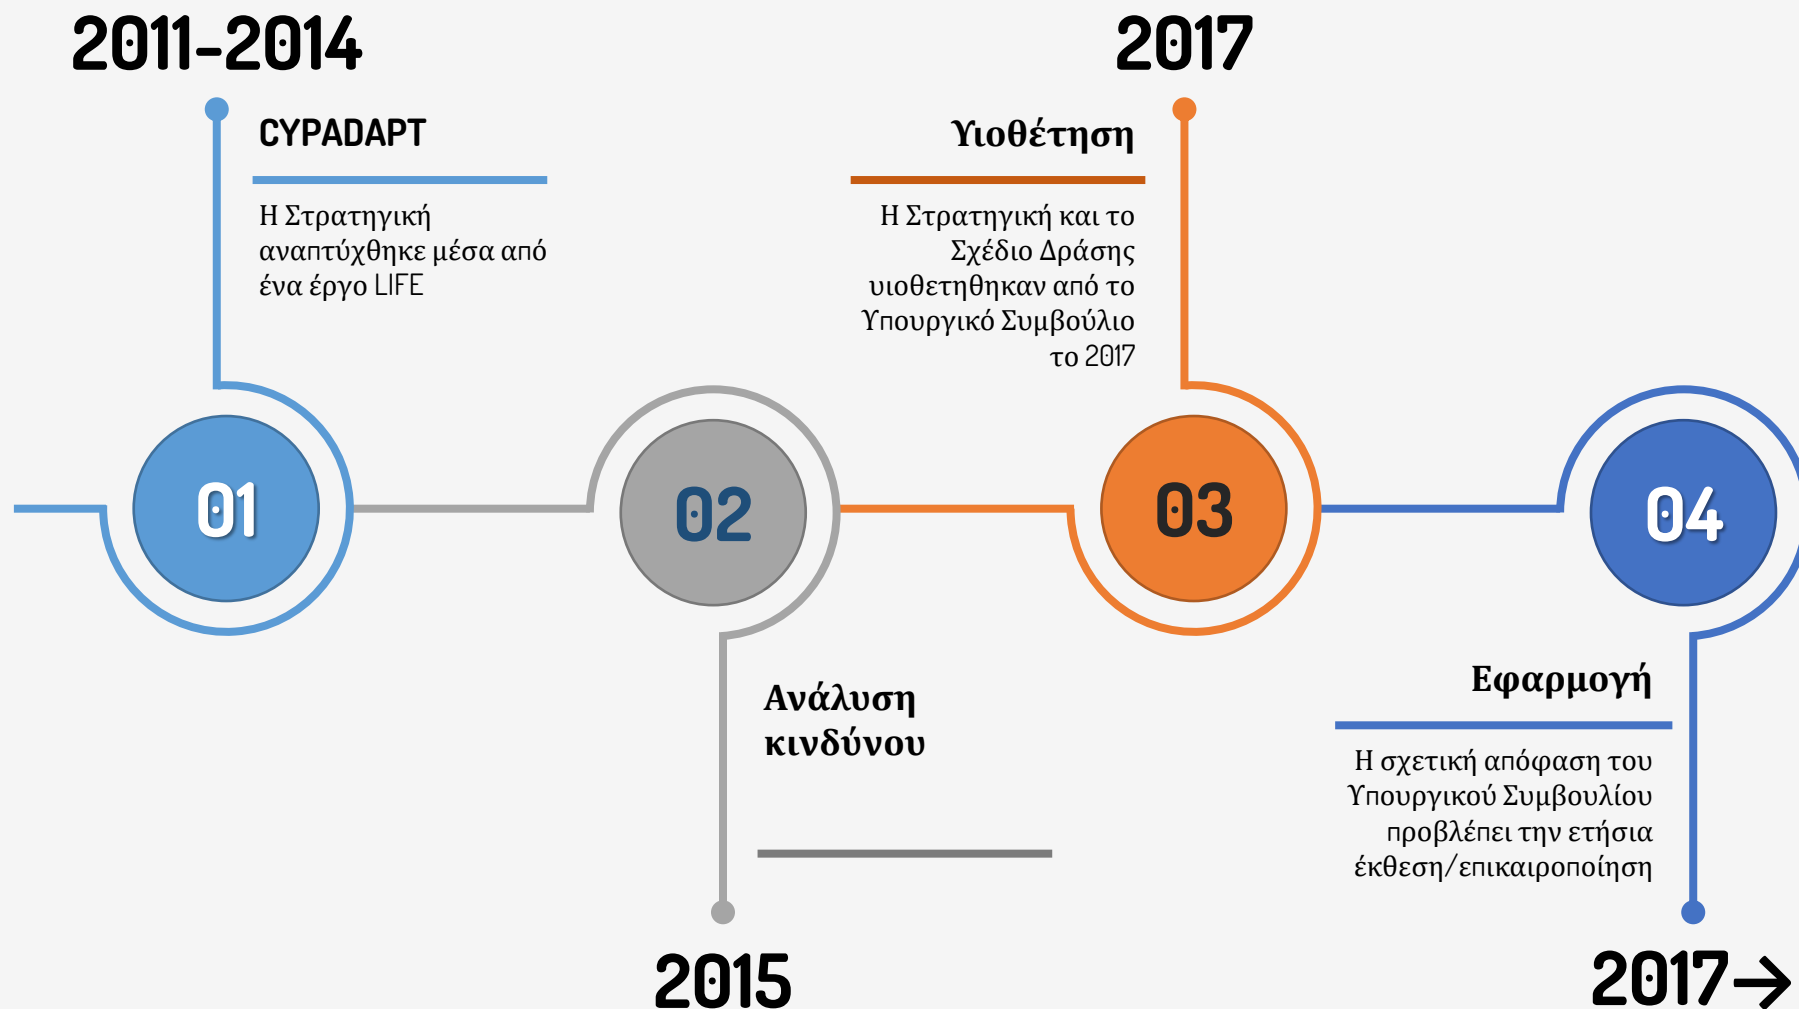 2011-2014
CYPADAPT
Η Στρατηγική
αναπτύχθηκε μέσα από
ένα έργο LIFE
01
02
Ανάλυση
κινδύνου
2015
2017
Υιοθέτηση
Η Στρατηγική και το
Σχέδιο Δράσης
υιοθετηθηκαν από το
Υπουργικό Συμβούλιο
το 2017
03
04
Εφαρμογή
Η σχετική απόφαση του
Υπουργικού Συμβουλίου
προβλέπει την ετήσια
έκθεση/επικαιροποίηση
2017→